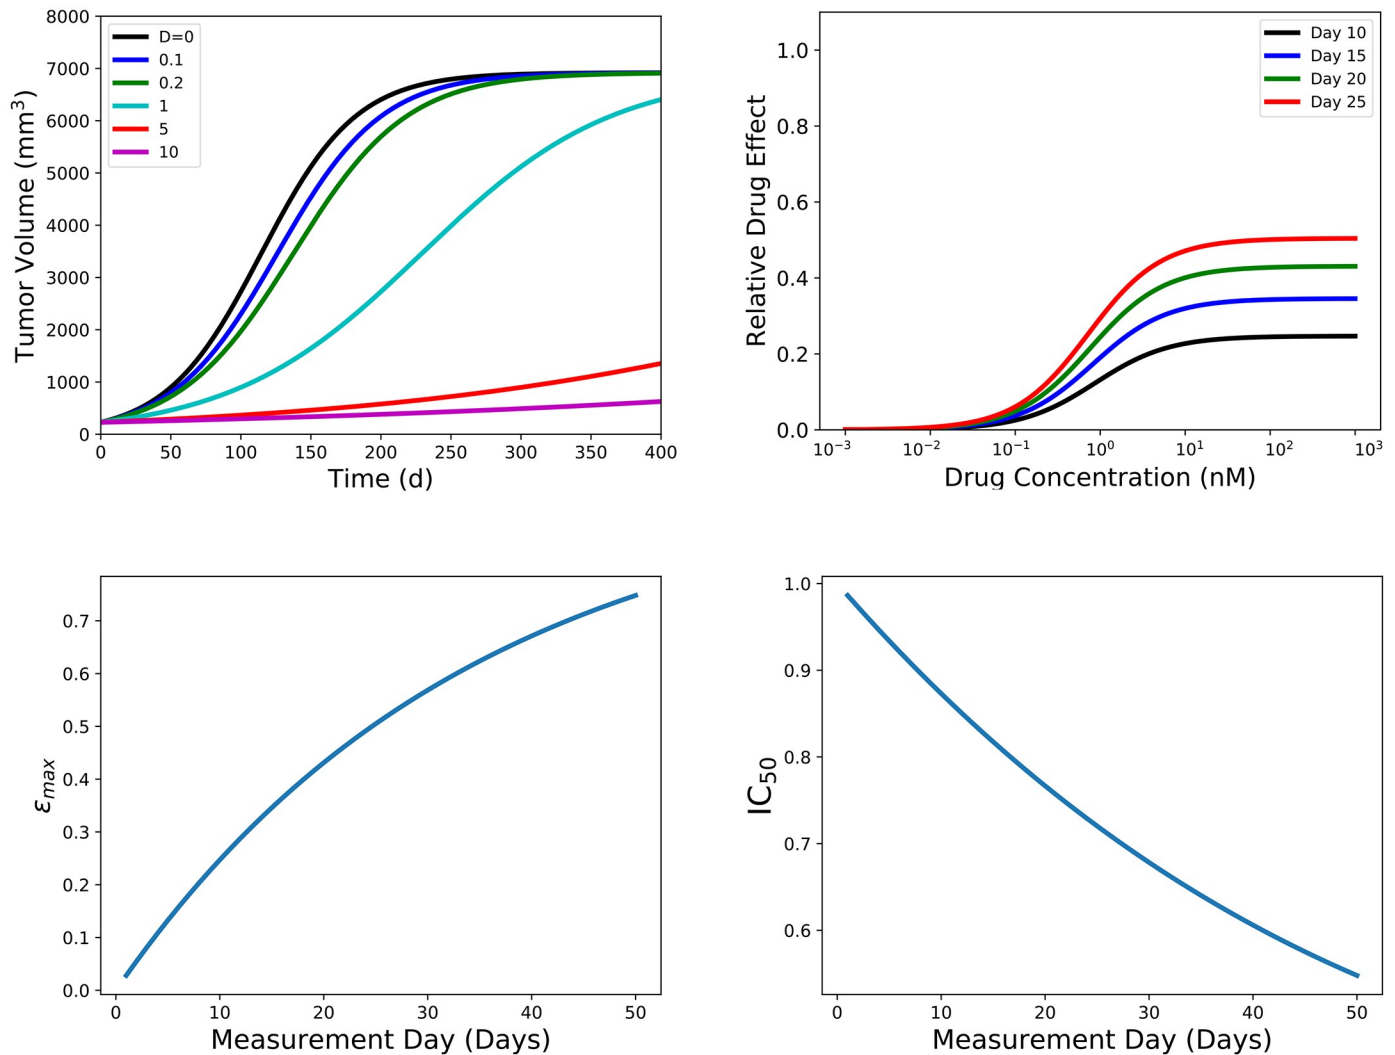 8000
7000
6000
5000
4000
3000
2000
1000
0
Tumor Volume (mm³)
D=0
0.1
0.2
1
5
10
0 50 100 150 200 250 300 350 400
Time (d)
1.0
0.8
0.6
0.4
0.2
0.0
Relative Drug Effect
Day 10
Day 15
Day 20
Day 25
10⁻³ 10⁻² 10⁻¹ 10⁰ 10¹ 10² 10³
Drug Concentration (nM)
0.7
0.6
0.5
0.4
0.3
0.2
0.1
0.0
εmax
0 10 20 30 40 50
Measurement Day (Days)
1.0
0.9
0.8
0.7
0.6
IC₅₀
0 10 20 30 40 50
Measurement Day (Days)